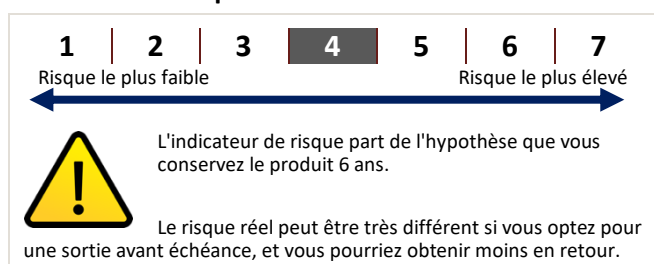 1 2 3 4 5 6 7
Risque le plus faible Risque le plus élevé
L'indicateur de risque part de l'hypothèse que vous
conservez le produit 6 ans.
Le risque réel peut être très différent si vous optez pour
une sortie avant échéance, et vous pourriez obtenir moins en retour.